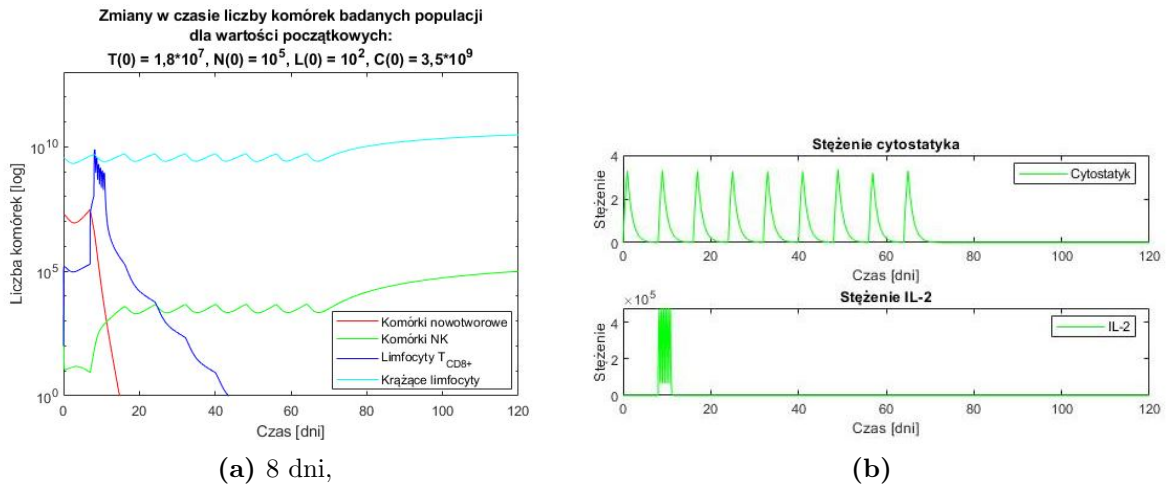 Zmiany w czasie liczby komórek badanych populacji
dla wartości początkowych:
T(0) = 1,8*10^7, N(0) = 10^5, L(0) = 10^2, C(0) = 3,5*10^9
Liczba komórek [log]
10^10
10^5
10^0
0 20 40 60 80 100 120
Czas [dni]
Komórki nowotworowe
Komórki NK
Limfocyty T_CD8+
Krążące limfocyty
(a) 8 dni,
Stężenie cytostatyka
Stężenie
4
2
0
Cytostatyk
0 20 40 60 80 100 120
Czas [dni]
Stężenie IL-2
×10^5
Stężenie
4
2
0
IL-2
0 20 40 60 80 100 120
Czas [dni]
(b)